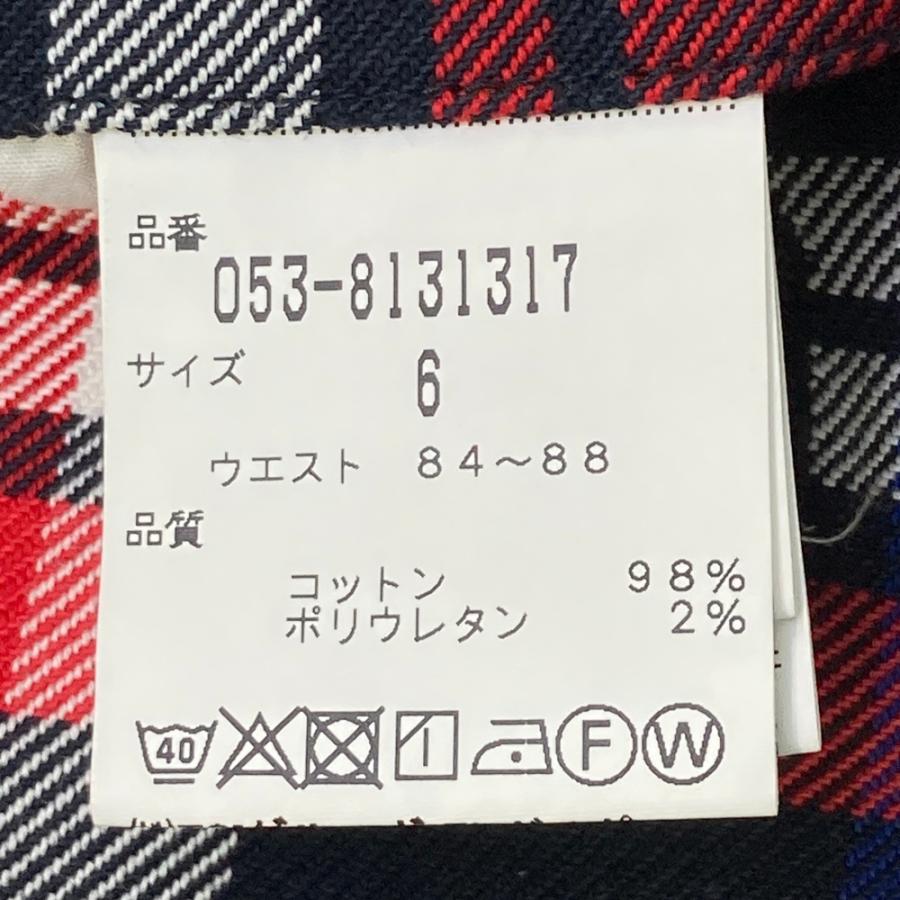 品番
053-8131317
サイズ 6
ウエスト 84～88
品質
コットン 98%
ポリウレタン 2%
40 F W